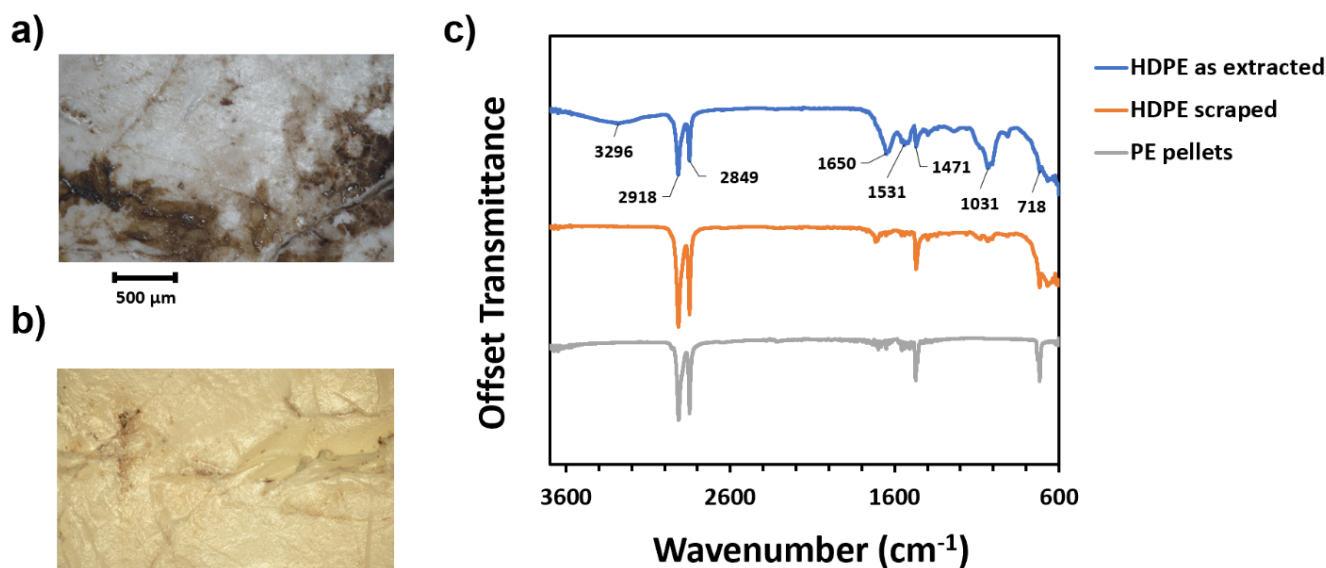 a)
500 µm
b)
c)
Offset Transmittance
3296
2918
2849
1650
1531
1471
1031
718
3600
2600
1600
600
Wavenumber (cm⁻¹)
HDPE as extracted
HDPE scraped
PE pellets